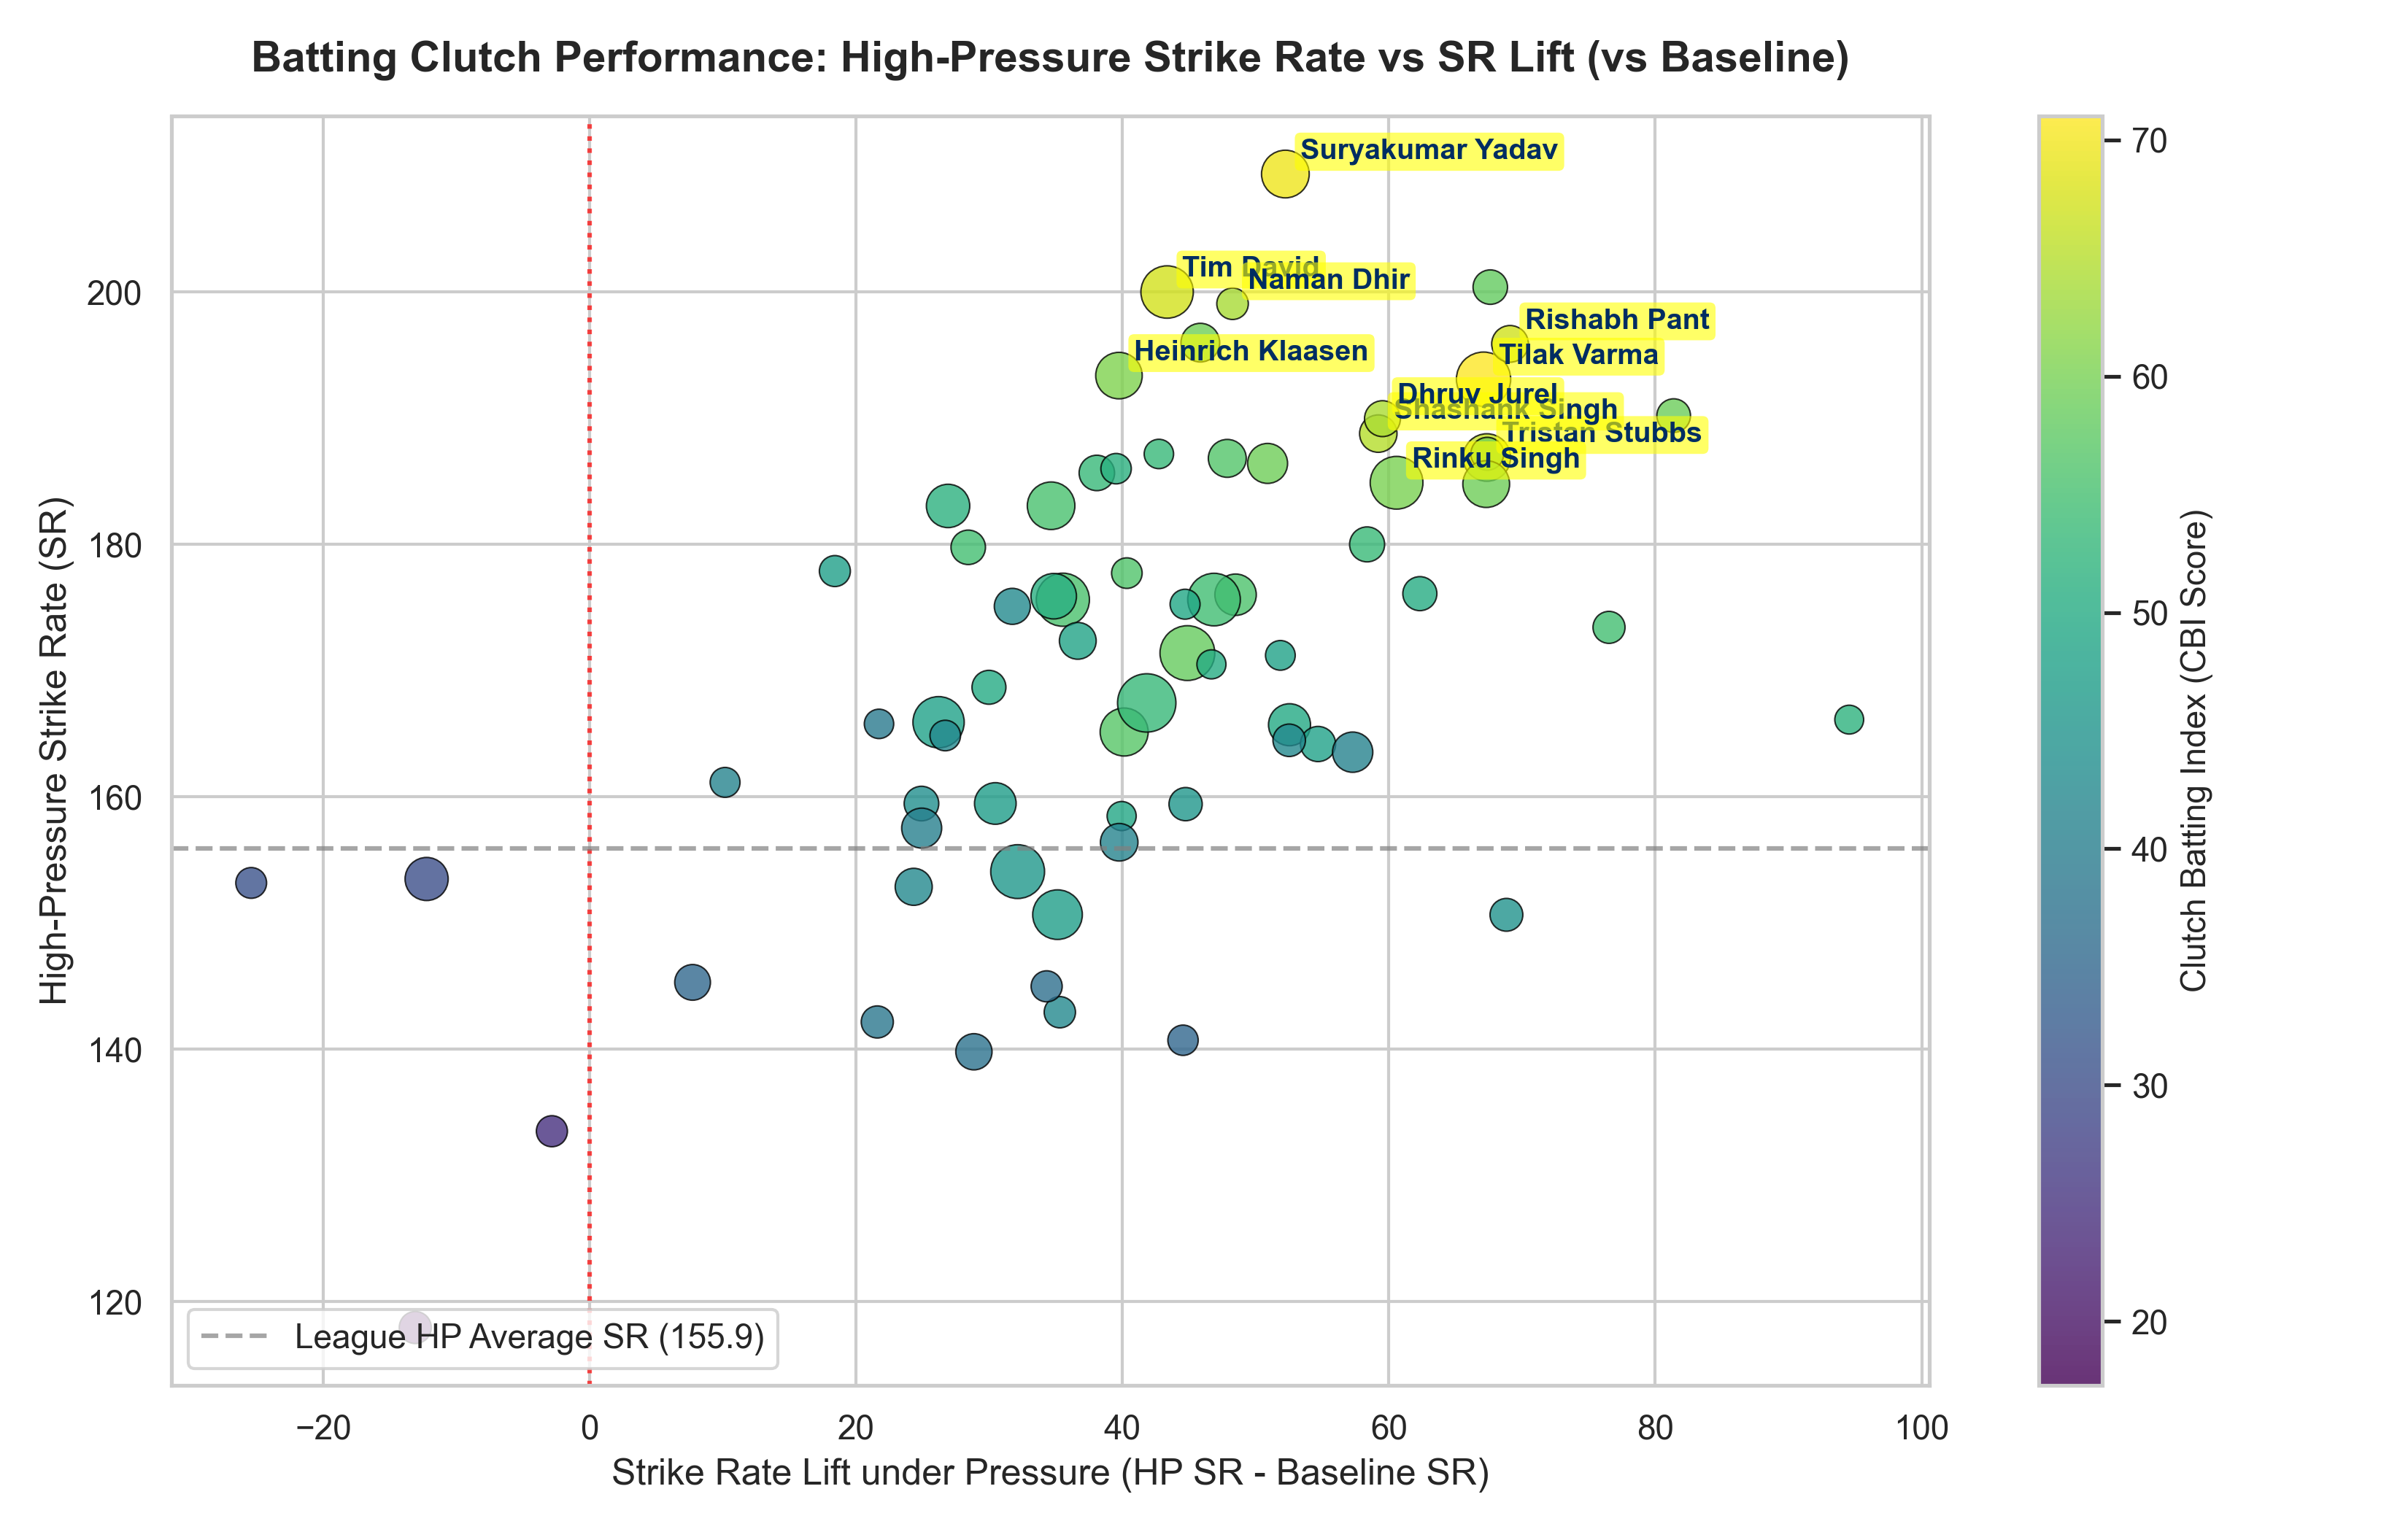 Batting Clutch Performance: High-Pressure Strike Rate vs SR Lift (vs Baseline)
High-Pressure Strike Rate (SR)
200
180
160
140
120
Suryakumar Yadav
Tim David
Naman Dhir
Rishabh Pant
Heinrich Klaasen
Tilak Varma
Dhruv Jurel
Shashank Singh
Tristan Stubbs
Rinku Singh
League HP Average SR (155.9)
−20
0
20
40
60
80
100
Strike Rate Lift under Pressure (HP SR - Baseline SR)
70
60
50
40
30
20
Clutch Batting Index (CBI Score)